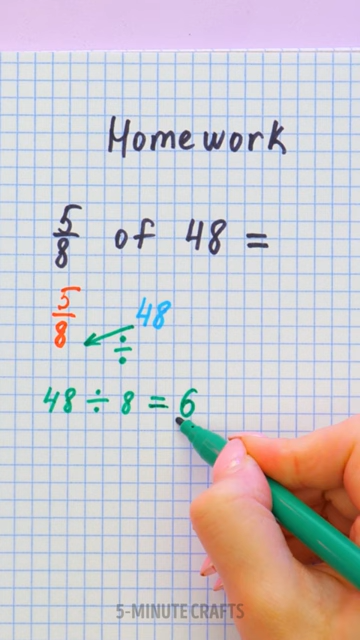 Homework
5/8 of 48 =
5/8 48
÷
48 ÷ 8 = 6
5-MINUTE CRAFTS